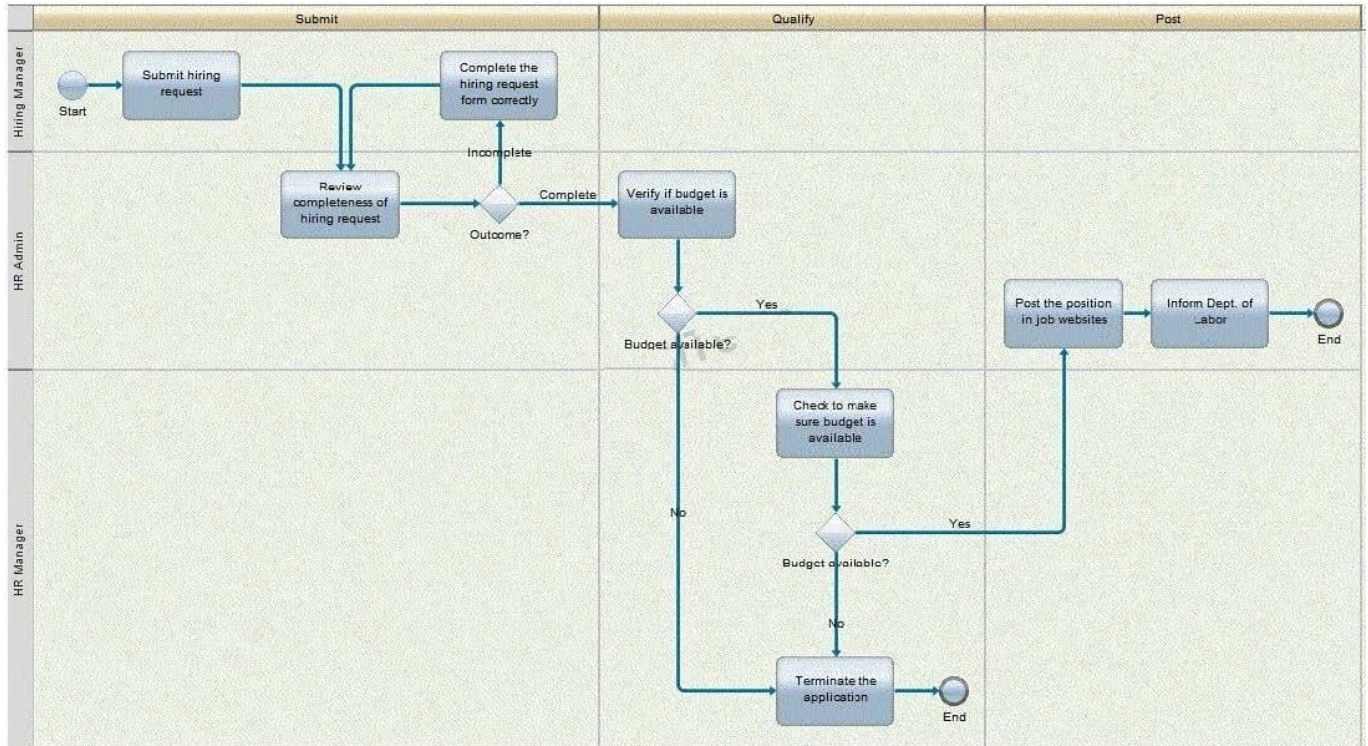 Submit
Qualify
Post
Hiring Manager
Start
Submit hiring
request
Complete the
hiring request
form correctly
Incomplete
HR Admin
Review
completeness of
hiring request
Outcome?
Complete
Verify if budget is
available
Budget available?
Yes
Post the position
in job websites
Inform Dept. of
Labor
End
HR Manager
Check to make
sure budget is
available
No
Budget available?
Yes
No
Terminate the
application
End